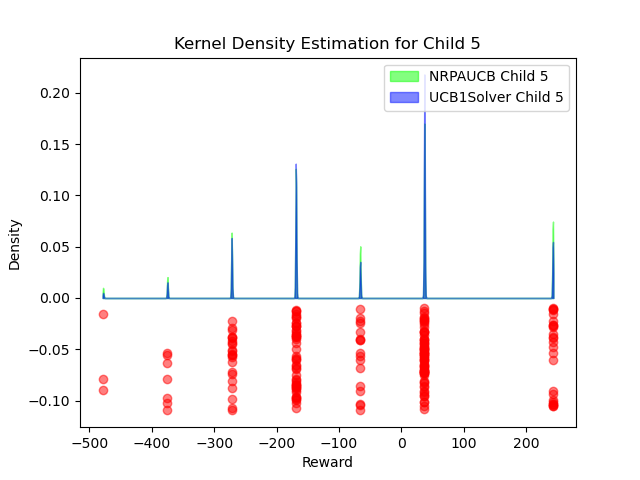 Kernel Density Estimation for Child 5
NRPAUCB Child 5
UCB1Solver Child 5
Density
0.20
0.15
0.10
0.05
0.00
−0.05
−0.10
−500 −400 −300 −200 −100 0 100 200
Reward